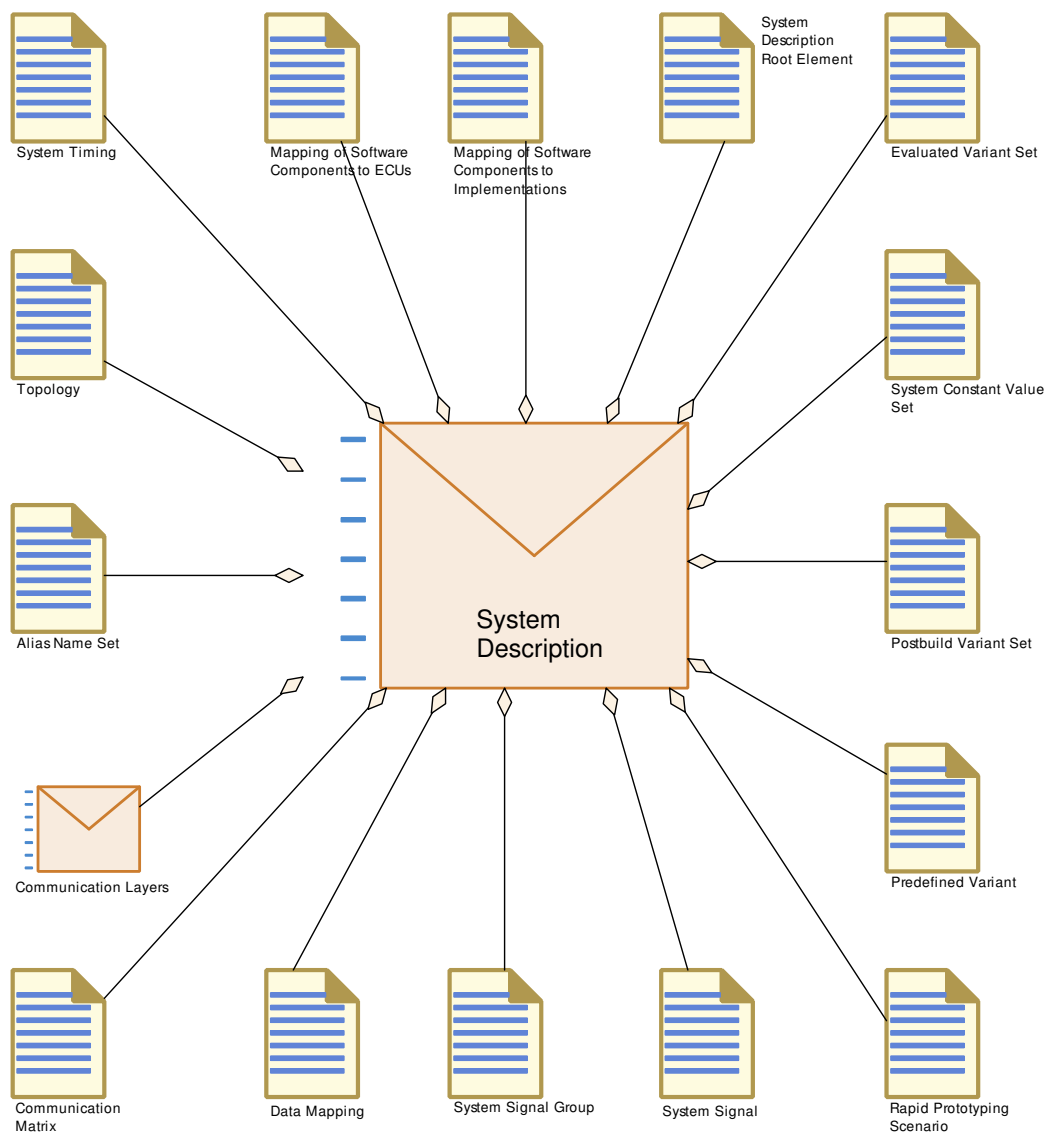 System
Description
Root Element
System Timing
Mapping of Software
Components to ECUs
Mapping of Software
Components to
Implementations
Evaluated Variant Set
Topology
System Constant Value
Set
System
Description
Alias Name Set
Postbuild Variant Set
Communication Layers
Predefined Variant
Communication
Matrix
Data Mapping
System Signal Group
System Signal
Rapid Prototyping
Scenario